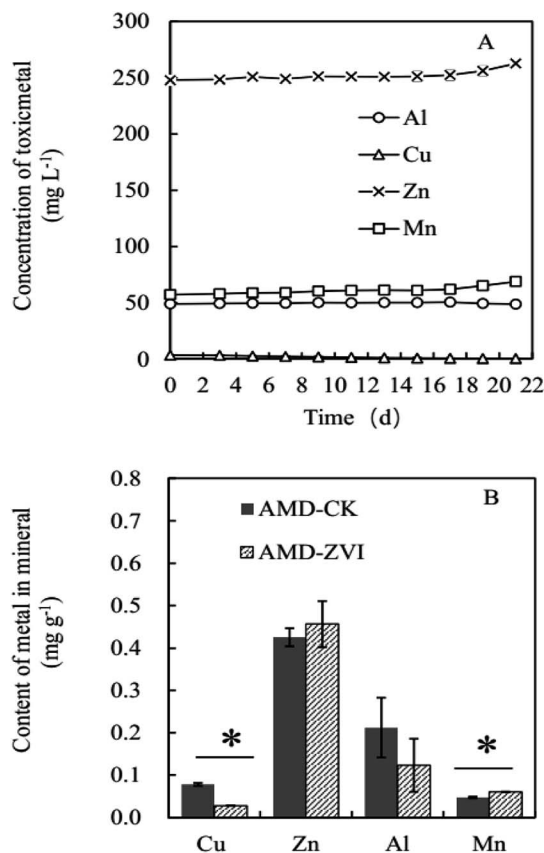 300
A
250
200
150
100
50
0
Al
Cu
Zn
Mn
Concentration of toxicmetal
(mg L-1)
0 2 4 6 8 10 12 14 16 18 20 22
Time（d）
0.8
B
0.7
0.6
0.5
0.4
0.3
0.2
0.1
0.0
AMD-CK
AMD-ZVI
*
*
Content of metal in mineral
(mg g-1)
Cu Zn Al Mn